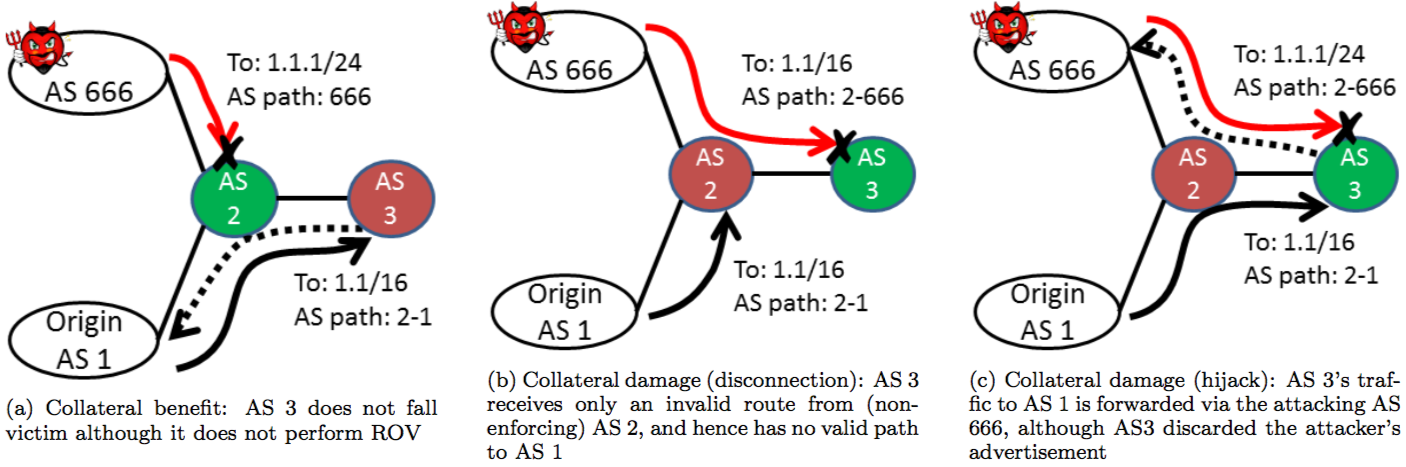 AS 666
To: 1.1.1/24
AS path: 666
AS
2
AS
3
To: 1.1/16
AS path: 2-1
Origin
AS 1
(a) Collateral benefit: AS 3 does not fall
victim although it does not perform ROV
AS 666
To: 1.1/16
AS path: 2-666
AS
2
AS
3
To: 1.1/16
AS path: 2-1
Origin
AS 1
(b) Collateral damage (disconnection): AS 3
receives only an invalid route from (non-
enforcing) AS 2, and hence has no valid path
to AS 1
AS 666
To: 1.1.1/24
AS path: 2-666
AS
2
AS
3
To: 1.1/16
AS path: 2-1
Origin
AS 1
(c) Collateral damage (hijack): AS 3's traf-
fic to AS 1 is forwarded via the attacking AS
666, although AS3 discarded the attacker's
advertisement